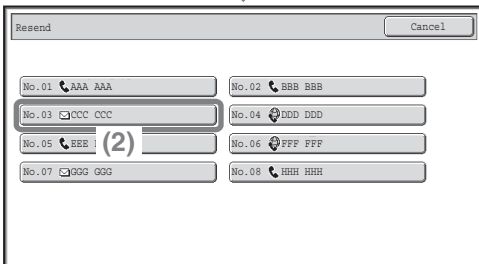 Resend Cancel
No.01 AAA AAA No.02 BBB BBB
No.03 CCC CCC No.04 DDD DDD
No.05 EEE No.06 FFF FFF
(2)
No.07 GGG GGG No.08 HHH HHH